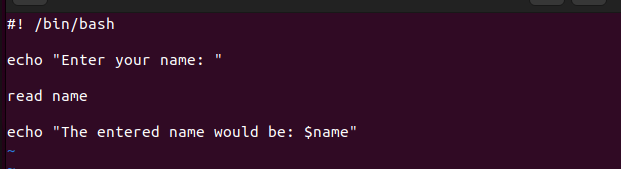 #! /bin/bash
echo "Enter your name: "
read name
echo "The entered name would be: $name"
~
~